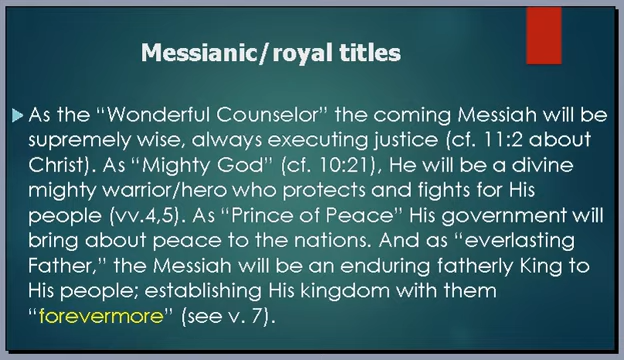 Messianic/royal titles
As the “Wonderful Counselor” the coming Messiah will be
supremely wise, always executing justice (cf. 11:2 about
Christ). As “Mighty God” (cf. 10:21), He will be a divine
mighty warrior/hero who protects and fights for His
people (vv.4,5). As “Prince of Peace” His government will
bring about peace to the nations. And as “everlasting
Father,” the Messiah will be an enduring fatherly King to
His people; establishing His kingdom with them
“forevermore” (see v. 7).